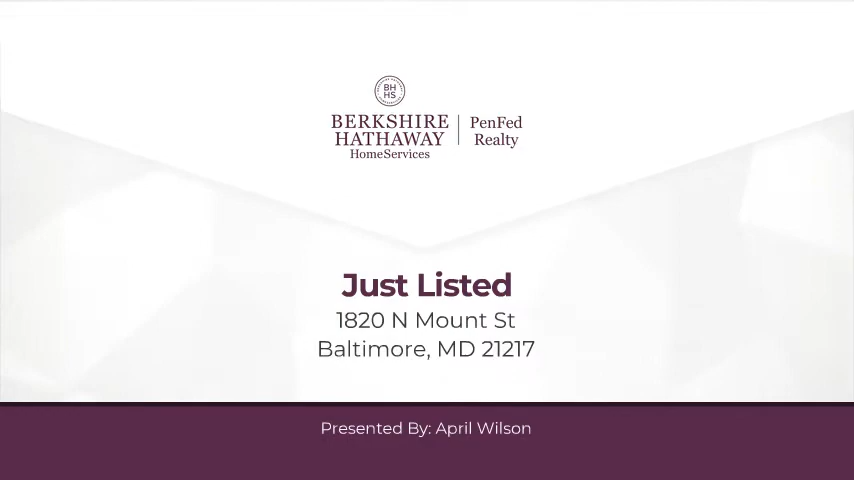 BH
HS
BERKSHIRE
HATHAWAY
HomeServices
PenFed
Realty
Just Listed
1820 N Mount St
Baltimore, MD 21217
Presented By: April Wilson